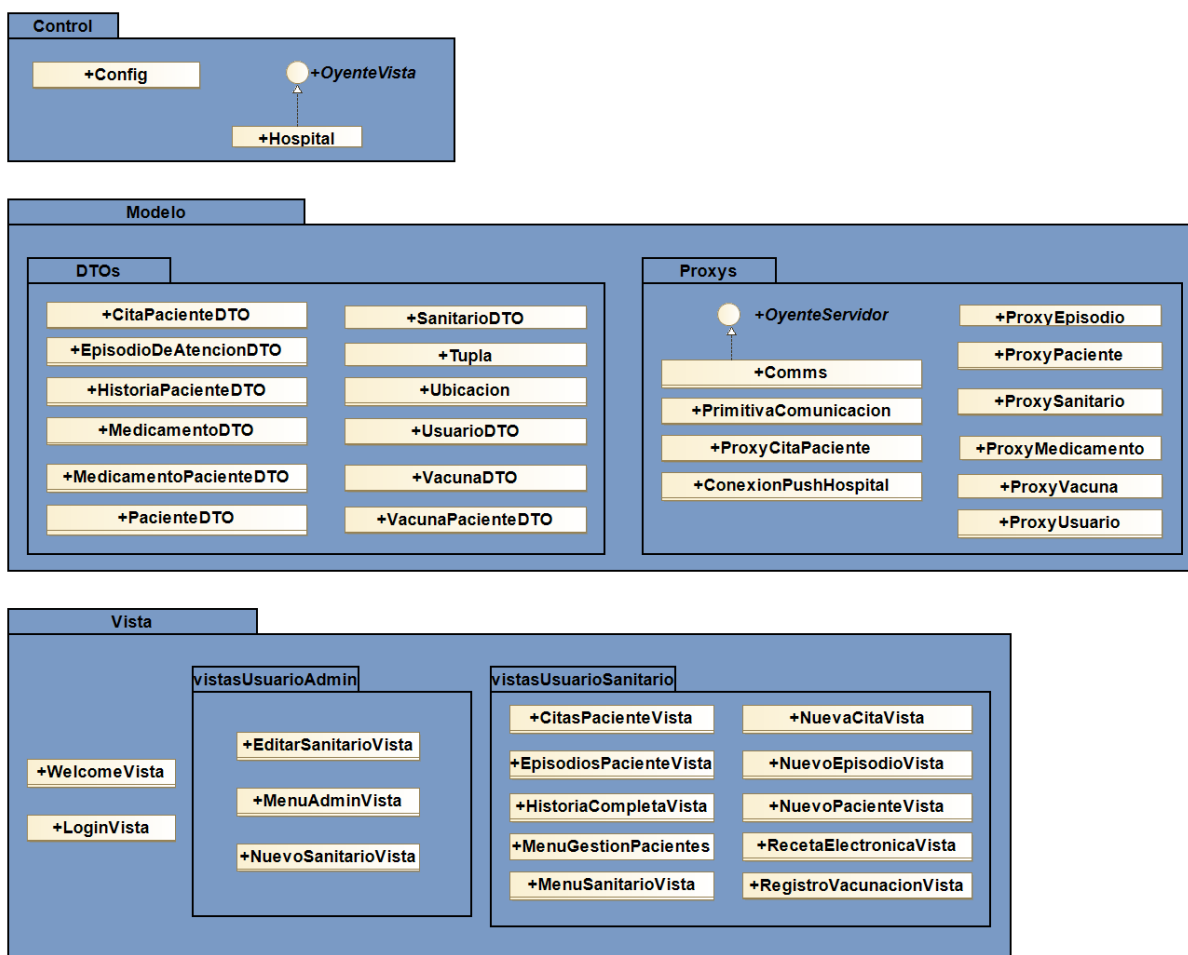 Control
+Config
+OyenteVista
+Hospital
Modelo
DTOs
+CitaPacienteDTO
+EpisodioDeAtencionDTO
+HistoriaPacienteDTO
+MedicamentoDTO
+MedicamentoPacienteDTO
+PacienteDTO
+SanitarioDTO
+Tupla
+Ubicacion
+UsuarioDTO
+VacunaDTO
+VacunaPacienteDTO
Proxys
+OyenteServidor
+Comms
+PrimitivaComunicacion
+ProxyCitaPaciente
+ConexionPushHospital
+ProxyEpisodio
+ProxyPaciente
+ProxySanitario
+ProxyMedicamento
+ProxyVacuna
+ProxyUsuario
Vista
+WelcomeVista
+LoginVista
vistasUsuarioAdmin
+EditarSanitarioVista
+MenuAdminVista
+NuevoSanitarioVista
vistasUsuarioSanitario
+CitasPacienteVista
+EpisodiosPacienteVista
+HistoriaCompletaVista
+MenuGestionPacientes
+MenuSanitarioVista
+NuevaCitaVista
+NuevoEpisodioVista
+NuevoPacienteVista
+RecetaElectronicaVista
+RegistroVacunacionVista